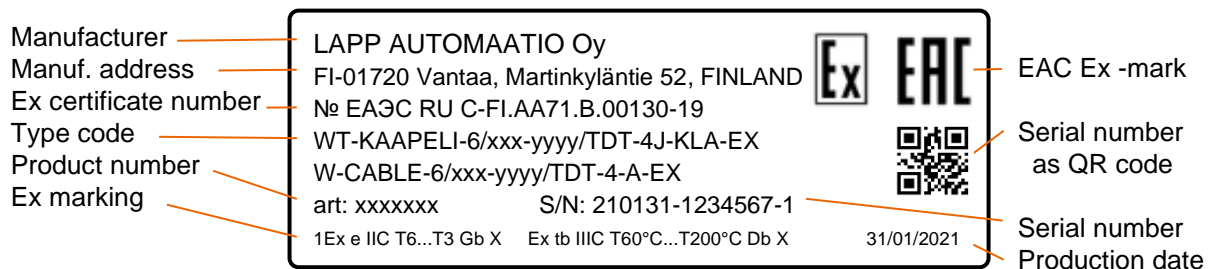 Manufacturer
Manuf. address
Ex certificate number
Type code
Product number
Ex marking
LAPP AUTOMAATIO Oy
FI-01720 Vantaa, Martinkyläntie 52, FINLAND
№ ЕАЭС RU C-FI.AA71.B.00130-19
WT-KAAPELI-6/xxx-yyyy/TDT-4J-KLA-EX
W-CABLE-6/xxx-yyyy/TDT-4-A-EX
art: xxxxxxx S/N: 210131-1234567-1
1Ex e IIC T6...T3 Gb X Ex tb IIIC T60°C...T200°C Db X 31/01/2021
Ex EAC
EAC Ex -mark
Serial number
as QR code
Serial number
Production date